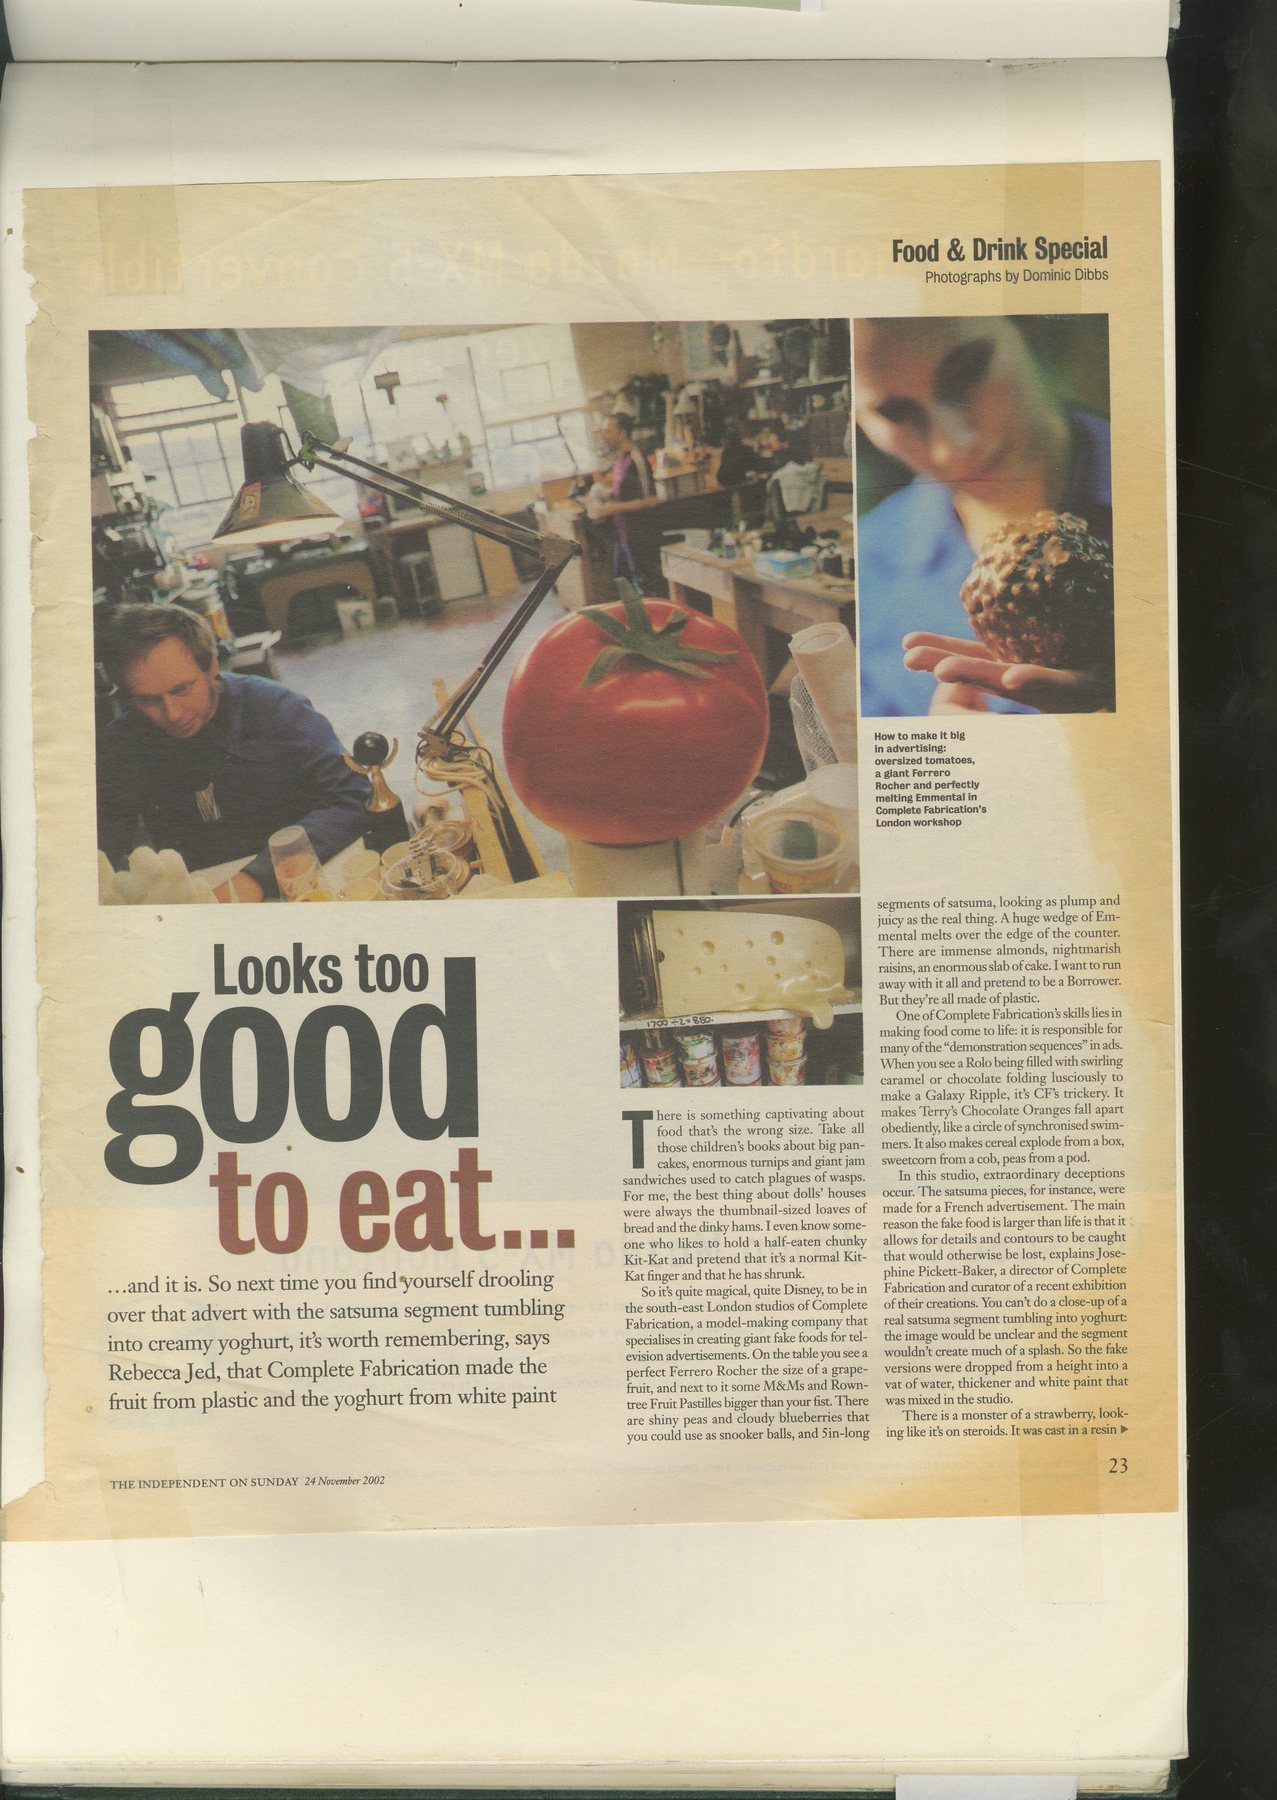 Food & Drink Special
Photographs by Dominic Dibbs
How to make it big
in advertising:
oversized tomatoes,
a giant Ferrero
Rocher and perfectly
melting Emmental in
Complete Fabrication's
London workshop
1700 ÷ 2 = 850.
Looks too
good
to eat...
...and it is. So next time you find yourself drooling
over that advert with the satsuma segment tumbling
into creamy yoghurt, it's worth remembering, says
Rebecca Jed, that Complete Fabrication made the
fruit from plastic and the yoghurt from white paint
There is something captivating about
food that's the wrong size. Take all
those children's books about big pan-
cakes, enormous turnips and giant jam
sandwiches used to catch plagues of wasps.
For me, the best thing about dolls' houses
were always the thumbnail-sized loaves of
bread and the dinky hams. I even know some-
one who likes to hold a half-eaten chunky
Kit-Kat and pretend that it's a normal Kit-
Kat finger and that he has shrunk.
So it's quite magical, quite Disney, to be in
the south-east London studios of Complete
Fabrication, a model-making company that
specialises in creating giant fake foods for tel-
evision advertisements. On the table you see a
perfect Ferrero Rocher the size of a grape-
fruit, and next to it some M&Ms and Rown-
tree Fruit Pastilles bigger than your fist. There
are shiny peas and cloudy blueberries that
you could use as snooker balls, and 5in-long
segments of satsuma, looking as plump and
juicy as the real thing. A huge wedge of Em-
mental melts over the edge of the counter.
There are immense almonds, nightmarish
raisins, an enormous slab of cake. I want to run
away with it all and pretend to be a Borrower.
But they're all made of plastic.
One of Complete Fabrication's skills lies in
making food come to life: it is responsible for
many of the "demonstration sequences" in ads.
When you see a Rolo being filled with swirling
caramel or chocolate folding lusciously to
make a Galaxy Ripple, it's CF's trickery. It
makes Terry's Chocolate Oranges fall apart
obediently, like a circle of synchronised swim-
mers. It also makes cereal explode from a box,
sweetcorn from a cob, peas from a pod.
In this studio, extraordinary deceptions
occur. The satsuma pieces, for instance, were
made for a French advertisement. The main
reason the fake food is larger than life is that it
allows for details and contours to be caught
that would otherwise be lost, explains Jose-
phine Pickett-Baker, a director of Complete
Fabrication and curator of a recent exhibition
of their creations. You can't do a close-up of a
real satsuma segment tumbling into yoghurt:
the image would be unclear and the segment
wouldn't create much of a splash. So the fake
versions were dropped from a height into a
vat of water, thickener and white paint that
was mixed in the studio.
There is a monster of a strawberry, look-
ing like it's on steroids. It was cast in a resin ▶
THE INDEPENDENT ON SUNDAY 24 November 2002
23